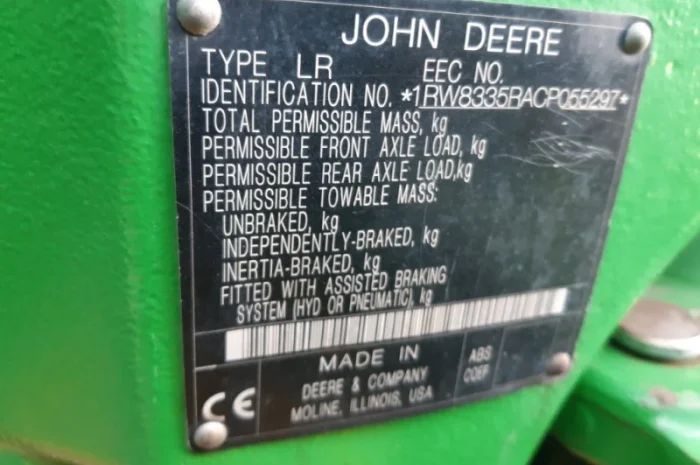 JOHN DEERE
TYPE LR EEC NO.
IDENTIFICATION NO. *1RW8335RACP055297*
TOTAL PERMISSIBLE MASS, kg
PERMISSIBLE FRONT AXLE LOAD, kg
PERMISSIBLE REAR AXLE LOAD,kg
PERMISSIBLE TOWABLE MASS:
UNBRAKED, kg
INDEPENDENTLY-BRAKED, kg
INERTIA-BRAKED, kg
FITTED WITH ASSISTED BRAKING
SYSTEM (HYD OR PNEUMATIC), kg
MADE IN
DEERE & COMPANY
MOLINE, ILLINOIS, USA
ABS
COEF
CE